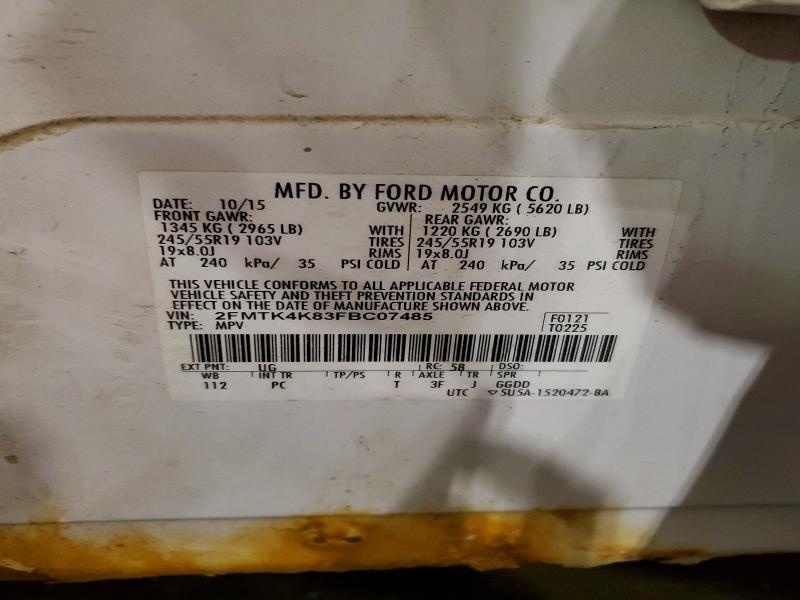 MFD. BY FORD MOTOR CO.
DATE: 10/15 GVWR: 2549 KG ( 5620 LB)
FRONT GAWR: REAR GAWR:
1345 KG ( 2965 LB) WITH 1220 KG ( 2690 LB) WITH
245/55R19 103V TIRES 245/55R19 103V TIRES
19x8.0J RIMS 19x8.0J RIMS
AT 240 kPa/ 35 PSI COLD AT 240 kPa/ 35 PSI COLD
THIS VEHICLE CONFORMS TO ALL APPLICABLE FEDERAL MOTOR
VEHICLE SAFETY AND THEFT PREVENTION STANDARDS IN
EFFECT ON THE DATE OF MANUFACTURE SHOWN ABOVE.
VIN: 2FMTK4K83FBC07485 F0121
TYPE: MPV T0225
EXT PNT: UG RC: 58 DSO:
WB INT TR TP/PS R AXLE TR SPR
112 PC T 3F J GGDD
UTC ▽5U5A-1520472-BA